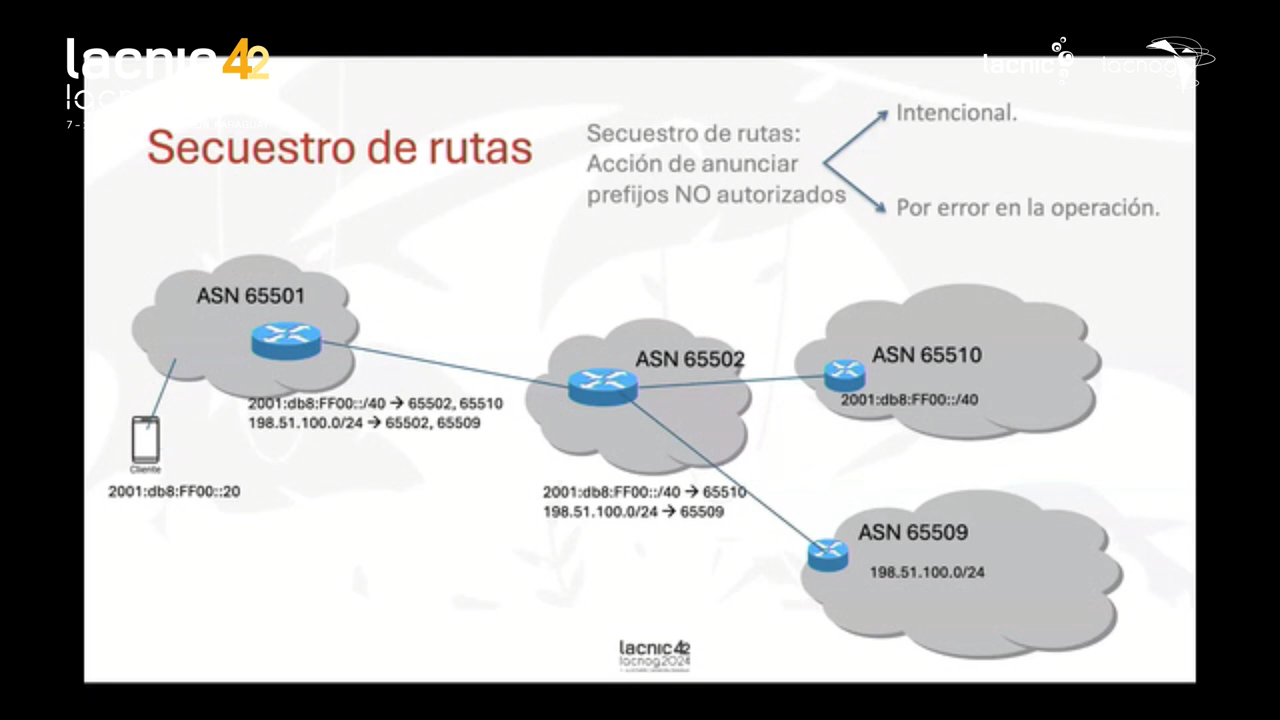 lacnic 42
lacnic
lacnog
Secuestro de rutas
Secuestro de rutas:
Acción de anunciar
prefijos NO autorizados
Intencional.
Por error en la operación.
ASN 65501
2001:db8:FF00::/40 → 65502, 65510
198.51.100.0/24 → 65502, 65509
Cliente
2001:db8:FF00::20
ASN 65502
2001:db8:FF00::/40 → 65510
198.51.100.0/24 → 65509
ASN 65510
2001:db8:FF00::/40
ASN 65509
198.51.100.0/24
lacnic42
lacnog2024